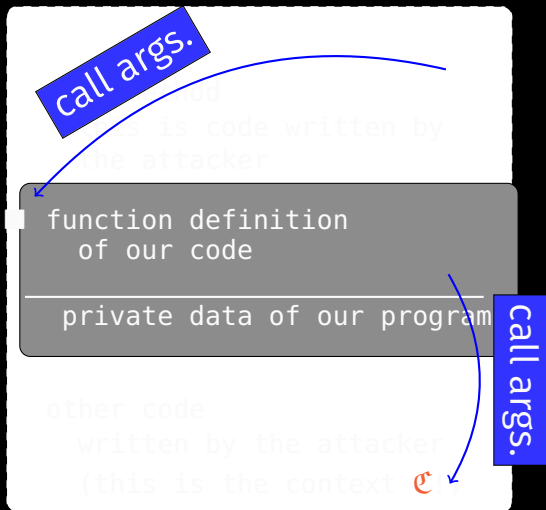 call args.
this is code written by
the attacker
function definition
of our code
private data of our program
call args.
other code
written by the attacker
(this is the context ℭ!)